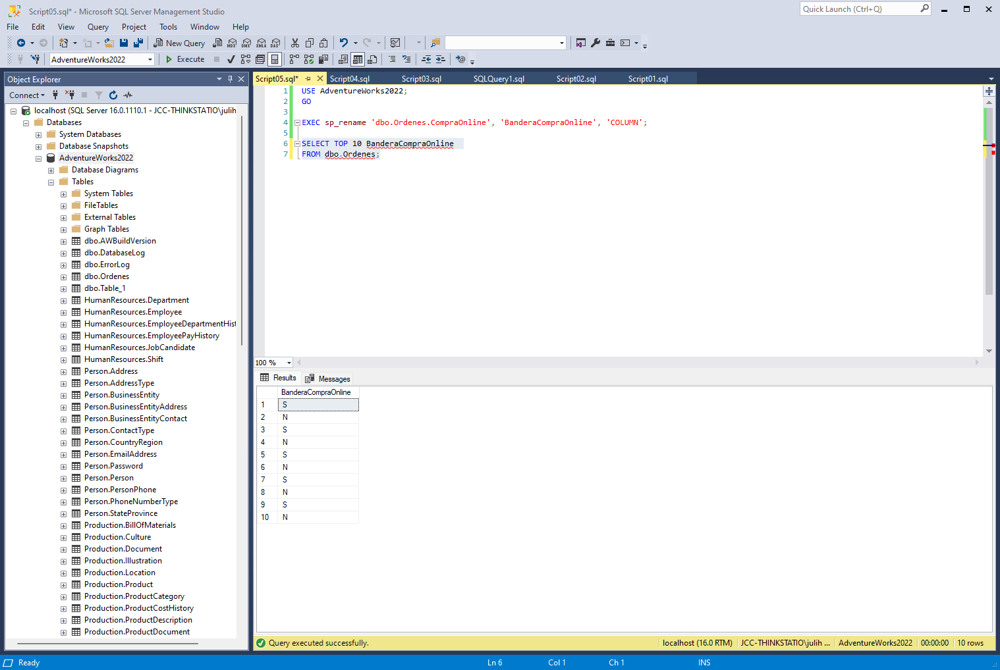 Script05.sql* - Microsoft SQL Server Management Studio
Quick Launch (Ctrl+Q)
File Edit View Query Project Tools Window Help
New Query MDX DMX XMLA DAX
AdventureWorks2022 Execute
Object Explorer
Connect
localhost (SQL Server 16.0.1110.1 - JCC-THINKSTATIO\julih
Databases
System Databases
Database Snapshots
AdventureWorks2022
Database Diagrams
Tables
System Tables
FileTables
External Tables
Graph Tables
dbo.AWBuildVersion
dbo.DatabaseLog
dbo.ErrorLog
dbo.Ordenes
dbo.Table_1
HumanResources.Department
HumanResources.Employee
HumanResources.EmployeeDepartmentHist
HumanResources.EmployeePayHistory
HumanResources.JobCandidate
HumanResources.Shift
Person.Address
Person.AddressType
Person.BusinessEntity
Person.BusinessEntityAddress
Person.BusinessEntityContact
Person.ContactType
Person.CountryRegion
Person.EmailAddress
Person.Password
Person.Person
Person.PersonPhone
Person.PhoneNumberType
Person.StateProvince
Production.BillOfMaterials
Production.Culture
Production.Document
Production.Illustration
Production.Location
Production.Product
Production.ProductCategory
Production.ProductCostHistory
Production.ProductDescription
Production.ProductDocument
Script05.sql* Script04.sql Script03.sql SQLQuery1.sql Script02.sql Script01.sql
1 USE AdventureWorks2022;
2 GO
3
4 EXEC sp_rename 'dbo.Ordenes.CompraOnline', 'BanderaCompraOnline', 'COLUMN';
5
6 SELECT TOP 10 BanderaCompraOnline
7 FROM dbo.Ordenes;
100 %
Results Messages
BanderaCompraOnline
1 S
2 N
3 S
4 N
5 S
6 N
7 S
8 N
9 S
10 N
Query executed successfully. localhost (16.0 RTM) JCC-THINKSTATIO\julih ... AdventureWorks2022 00:00:00 10 rows
Ready Ln 6 Col 1 Ch 1 INS